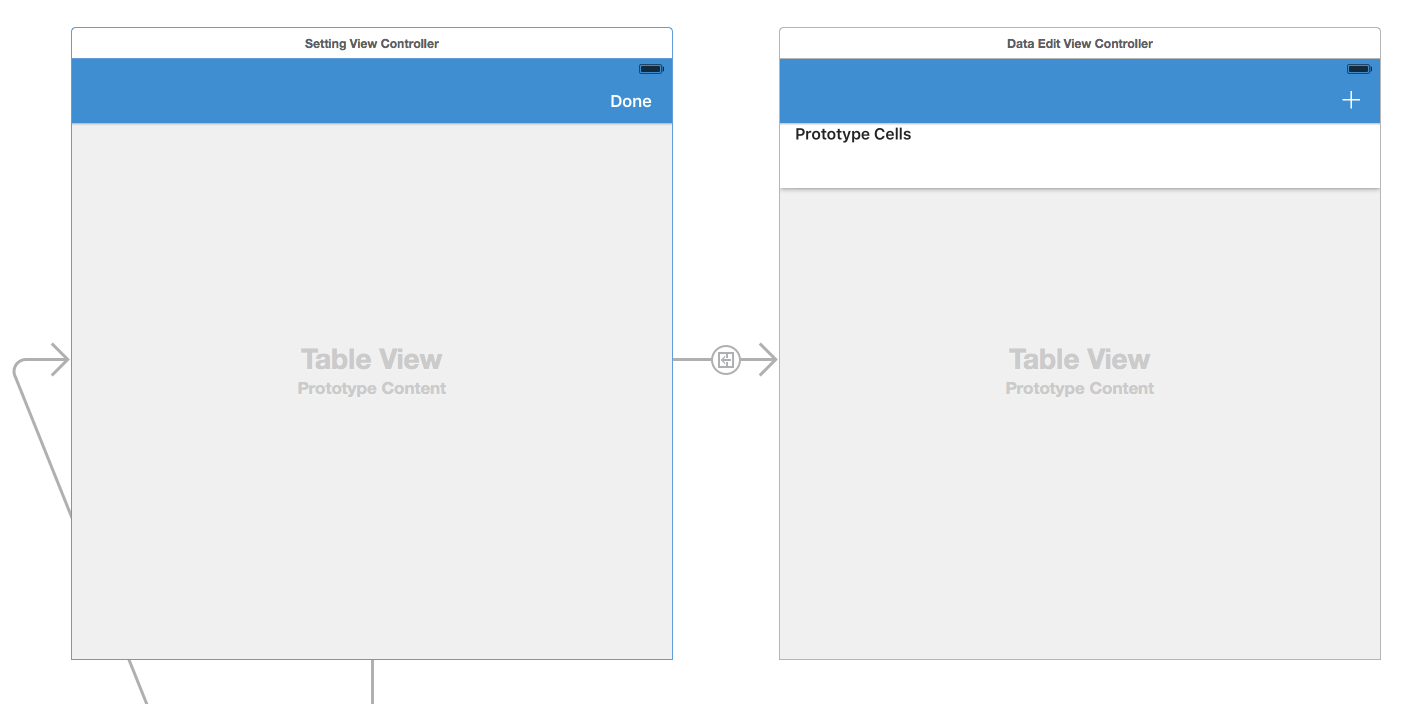 Setting View Controller
Done
Table View
Prototype Content
Data Edit View Controller
Prototype Cells
Table View
Prototype Content